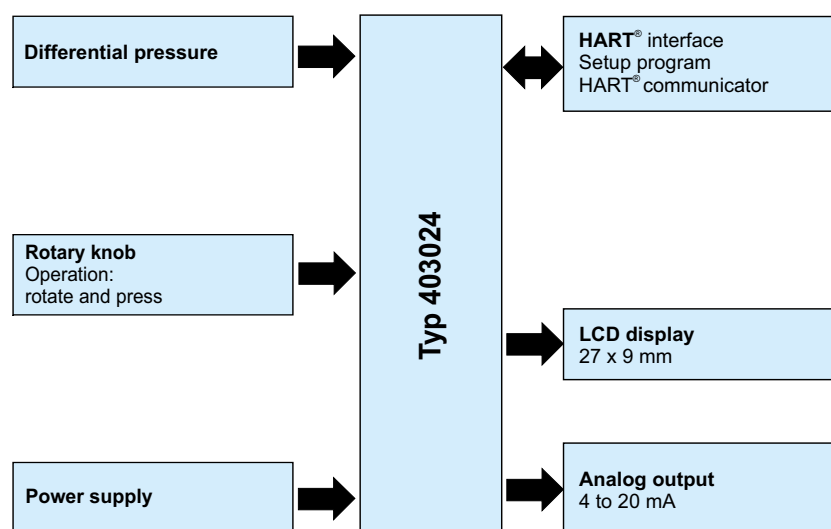 Differential pressure
Rotary knob
Operation:
rotate and press
Power supply
Typ 403024
HART® interface
Setup program
HART® communicator
LCD display
27 x 9 mm
Analog output
4 to 20 mA